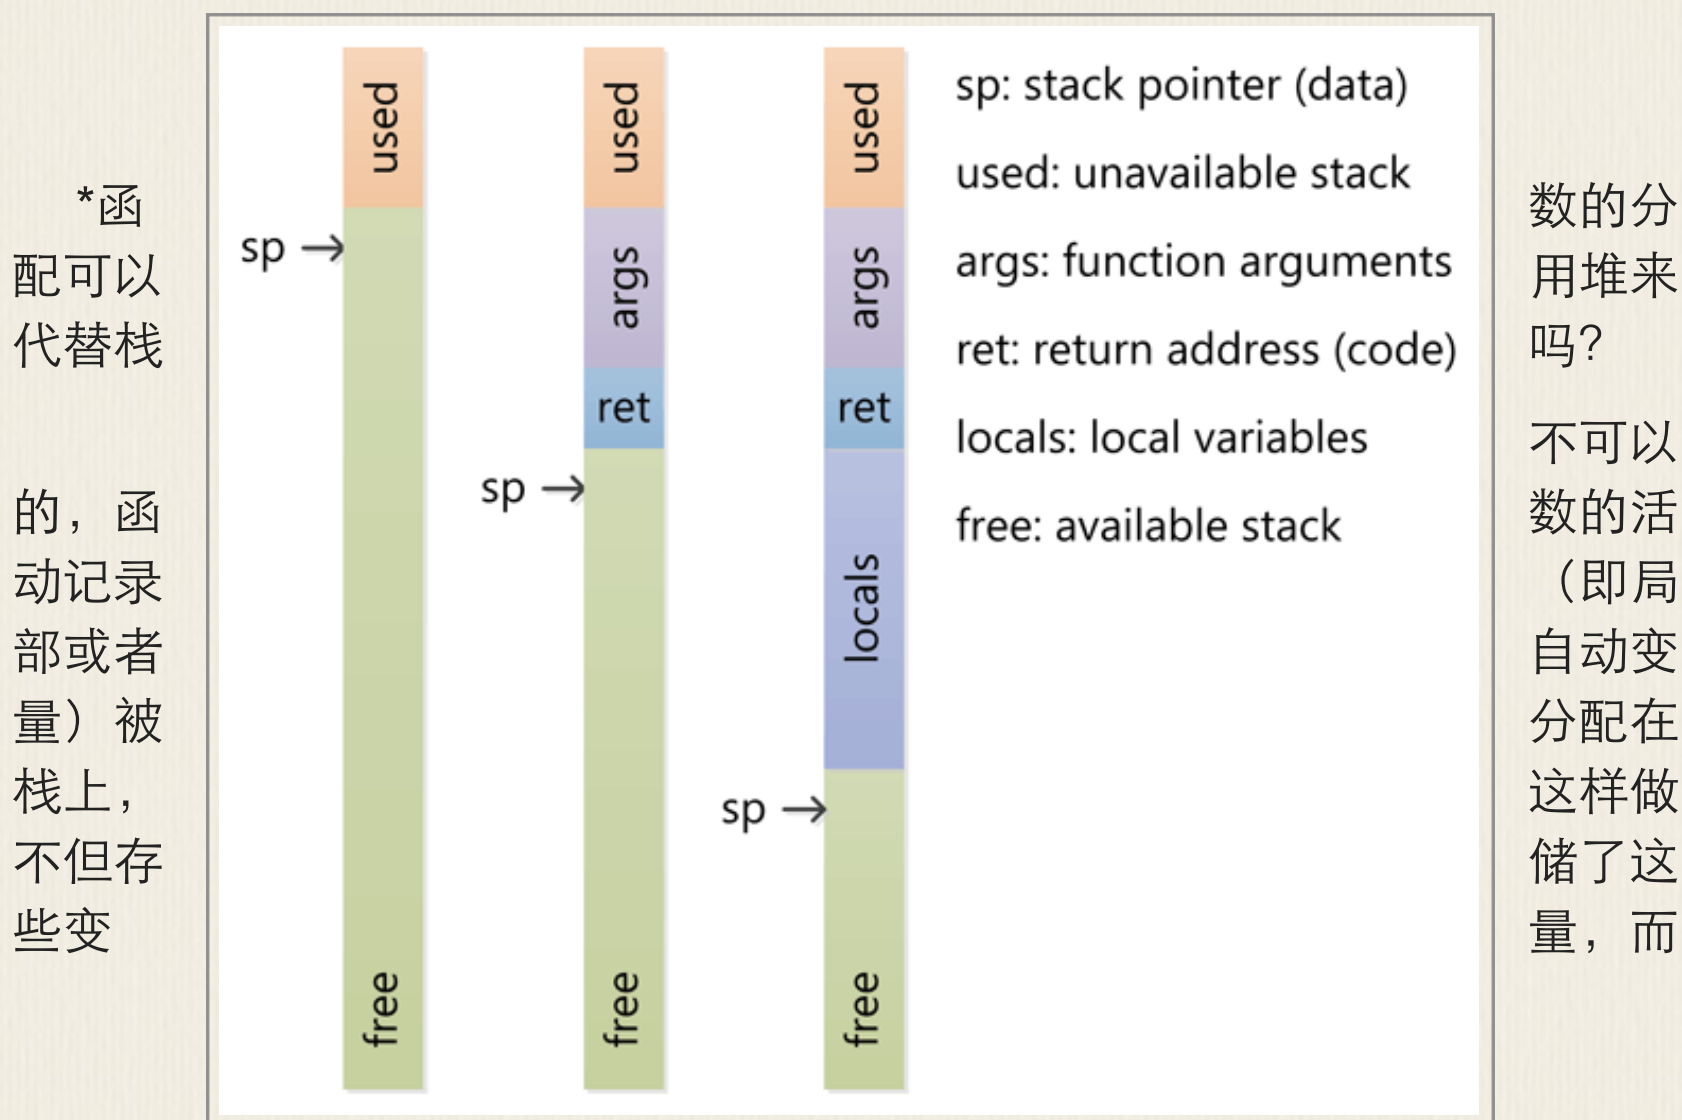 *函数的分
配可以用堆来
代替栈吗？
不可以
的，函数的活
动记录（即局
部或者自动变
量）被分配在
栈上，这样做
不但存储了这
些变量，而
used
free
sp →
used
args
ret
free
sp →
used
args
ret
locals
free
sp →
sp: stack pointer (data)
used: unavailable stack
args: function arguments
ret: return address (code)
locals: local variables
free: available stack